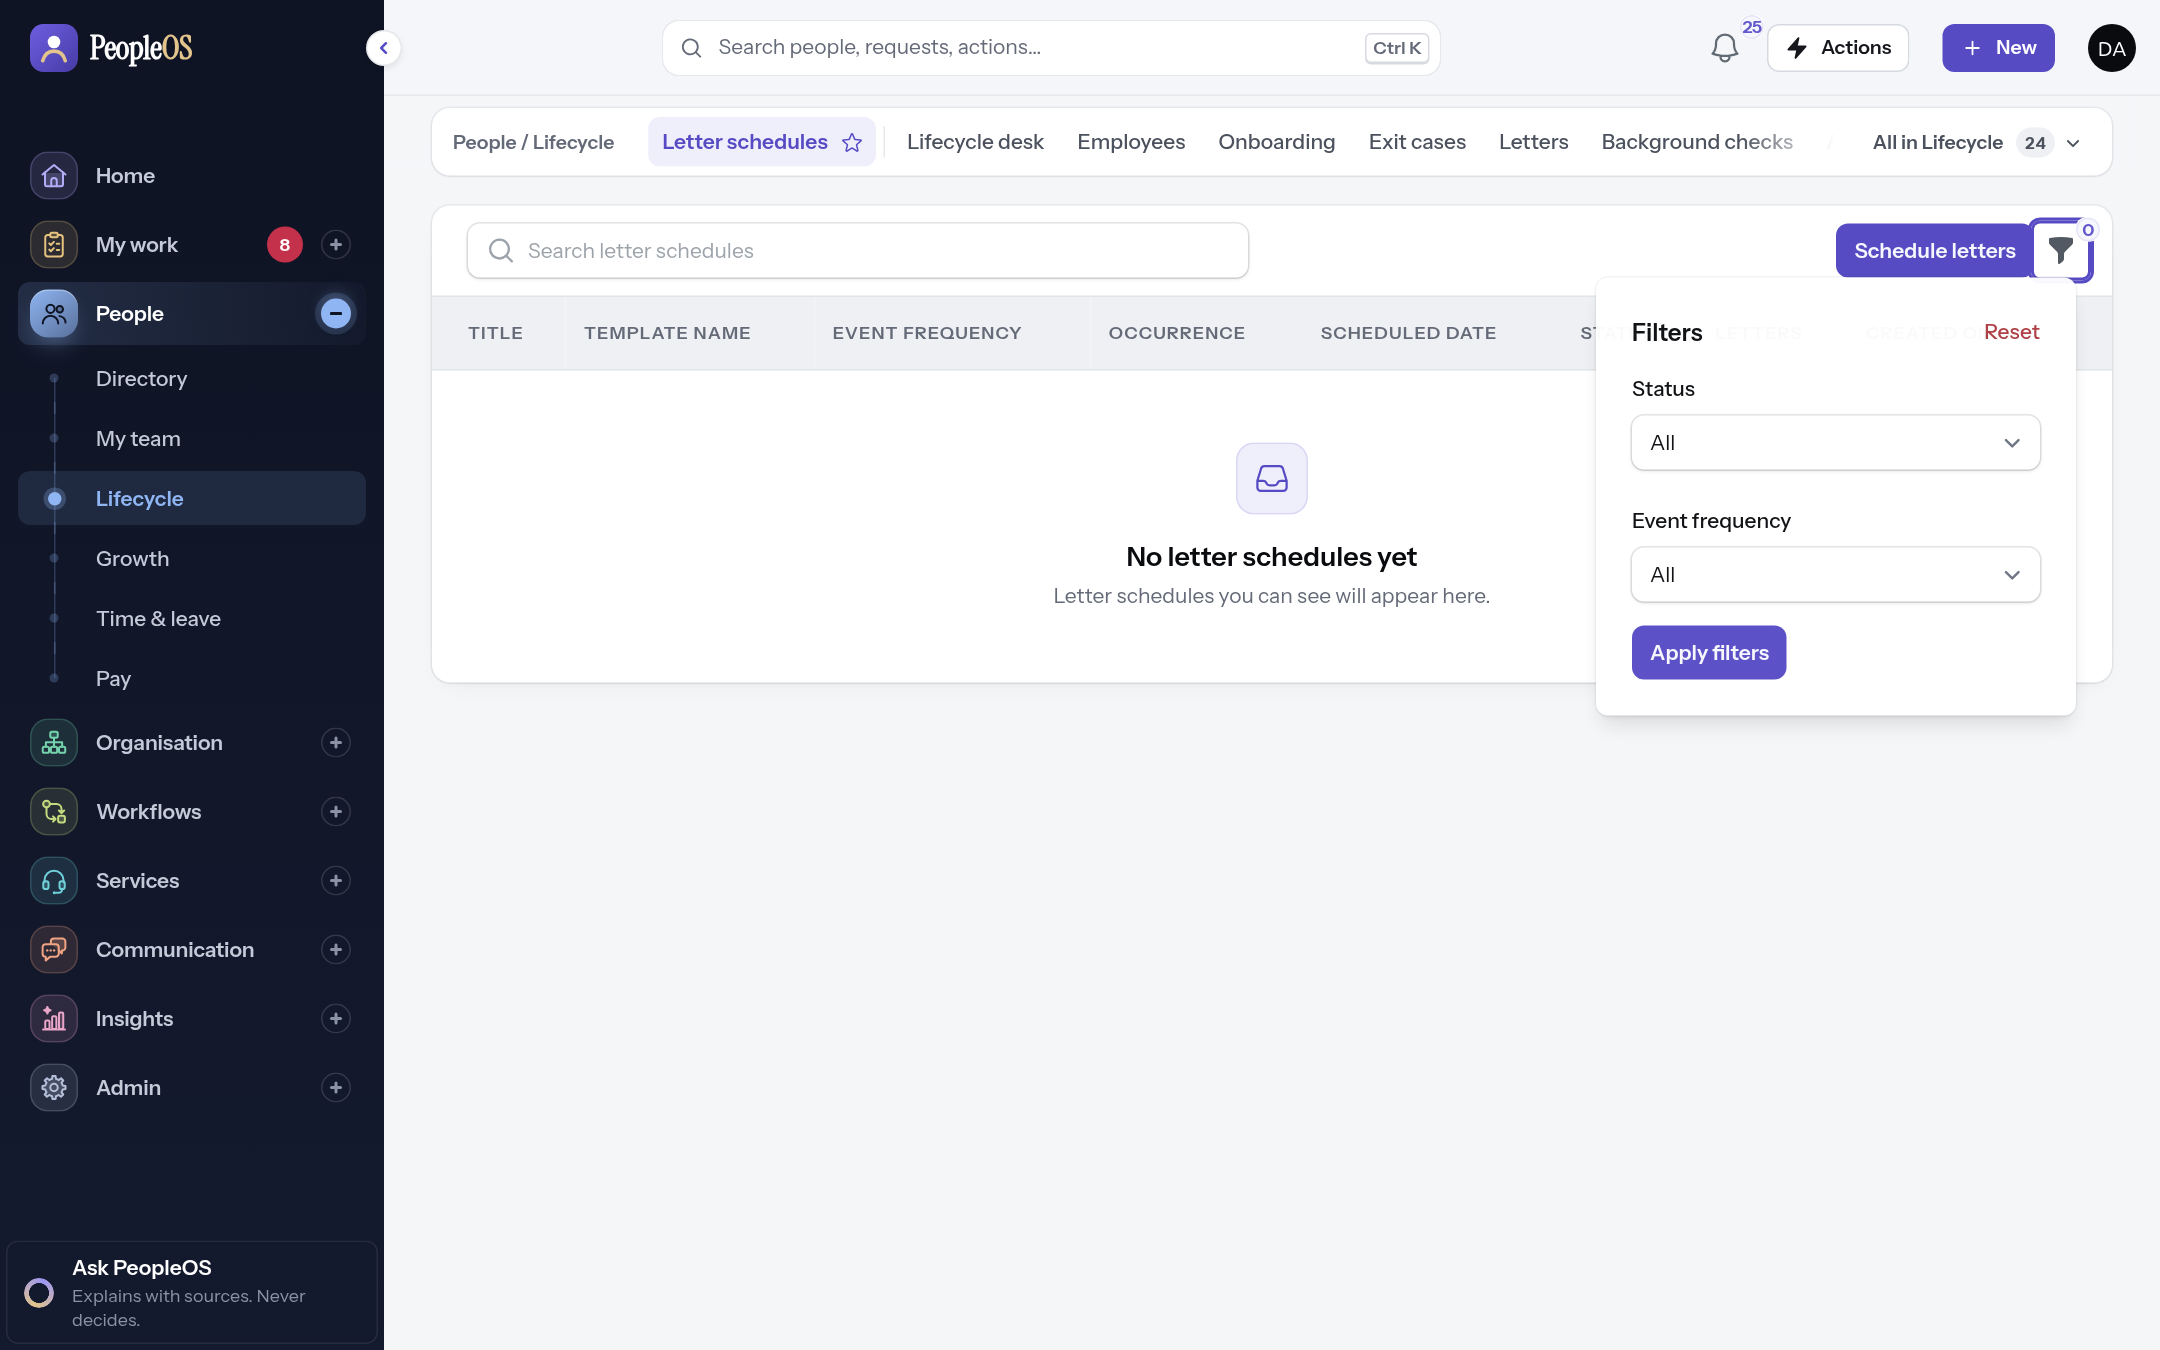 PeopleOS
Search people, requests, actions...
Ctrl K
25
Actions
New
DA
Home
My work
8
People
Directory
My team
Lifecycle
Growth
Time & leave
Pay
Organisation
Workflows
Services
Communication
Insights
Admin
Ask PeopleOS
Explains with sources. Never
decides.
People / Lifecycle
Letter schedules
Lifecycle desk
Employees
Onboarding
Exit cases
Letters
Background checks
All in Lifecycle
24
Search letter schedules
Schedule letters
0
TITLE
TEMPLATE NAME
EVENT FREQUENCY
OCCURRENCE
SCHEDULED DATE
LETTERS
No letter schedules yet
Letter schedules you can see will appear here.
Filters
Reset
Status
All
Event frequency
All
Apply filters